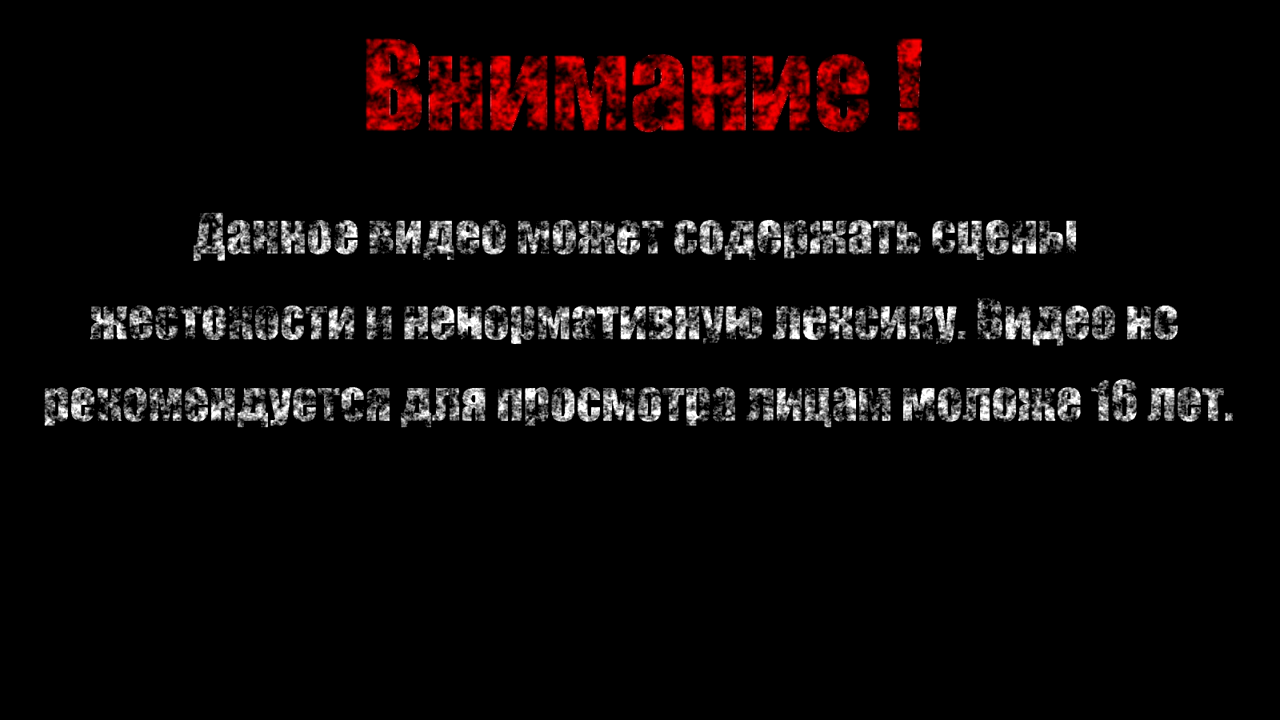 Внимание !
Данное видео может содержать сцены
жестокости и ненормативную лексику. Видео не
рекомендуется для просмотра лицам моложе 16 лет.